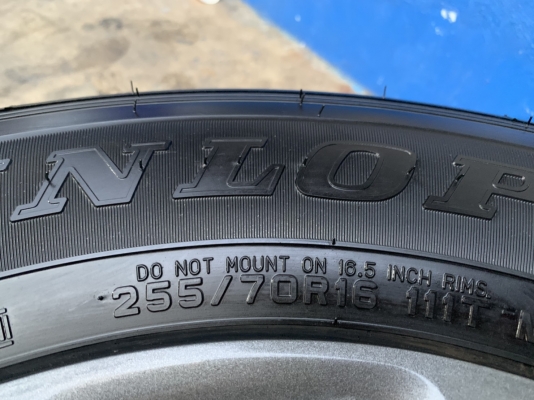 NLOP
DO NOT MOUNT ON 16.5 INCH RIMS.
255/70R16 111T